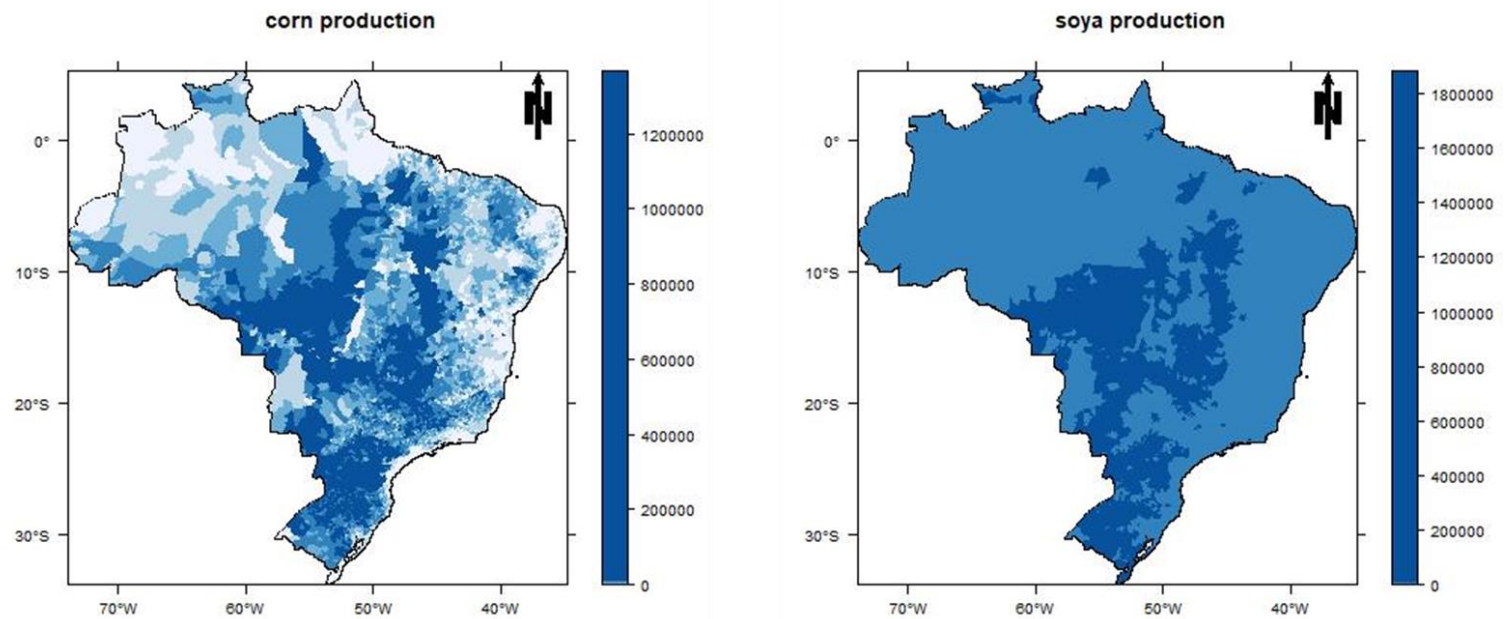 corn production
N
0°
10°S
20°S
30°S
70°W 60°W 50°W 40°W
1200000
1000000
800000
600000
400000
200000
0
soya production
N
0°
10°S
20°S
30°S
70°W 60°W 50°W 40°W
1800000
1600000
1400000
1200000
1000000
800000
600000
400000
200000
0